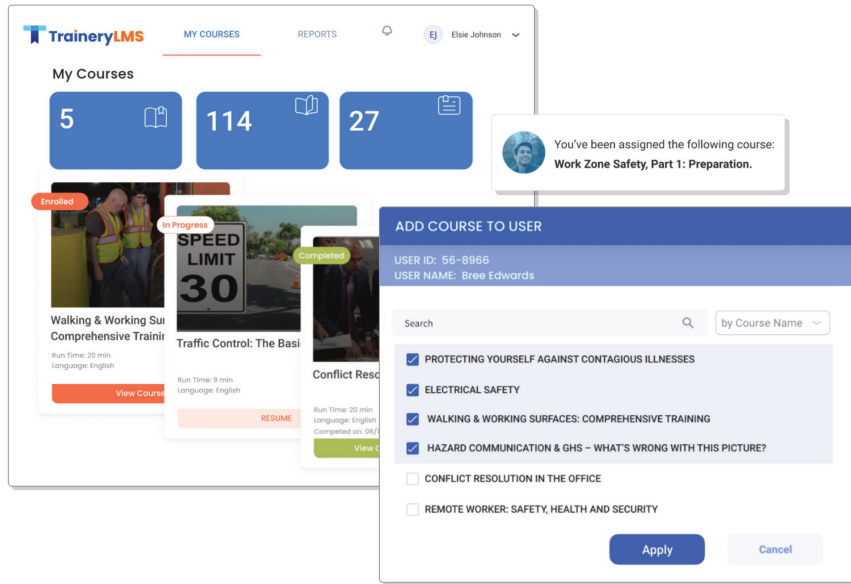 TraineryLMS
MY COURSES
REPORTS
EJ
Elsie Johnson
My Courses
5
114
27
You've been assigned the following course:
Work Zone Safety, Part 1: Preparation.
Enrolled
In Progress
SPEED
LIMIT
30
Completed
Walking & Working
Comprehensive
Run Time: 20 min
Language: English
View
Traffic Control: The
Run Time: 9 min
Language: English
RESUME
Conflict
Run Time: 20 min
Language: English
Competed on:
View
ADD COURSE TO USER
USER ID: 56-8966
USER NAME: Bree Edwards
Search
by Course Name
PROTECTING YOURSELF AGAINST CONTAGIOUS ILLNESSES
ELECTRICAL SAFETY
WALKING & WORKING SURFACES: COMPREHENSIVE TRAINING
HAZARD COMMUNICATION & GHS – WHAT'S WRONG WITH THIS PICTURE?
CONFLICT RESOLUTION IN THE OFFICE
REMOTE WORKER: SAFETY, HEALTH AND SECURITY
Apply
Cancel